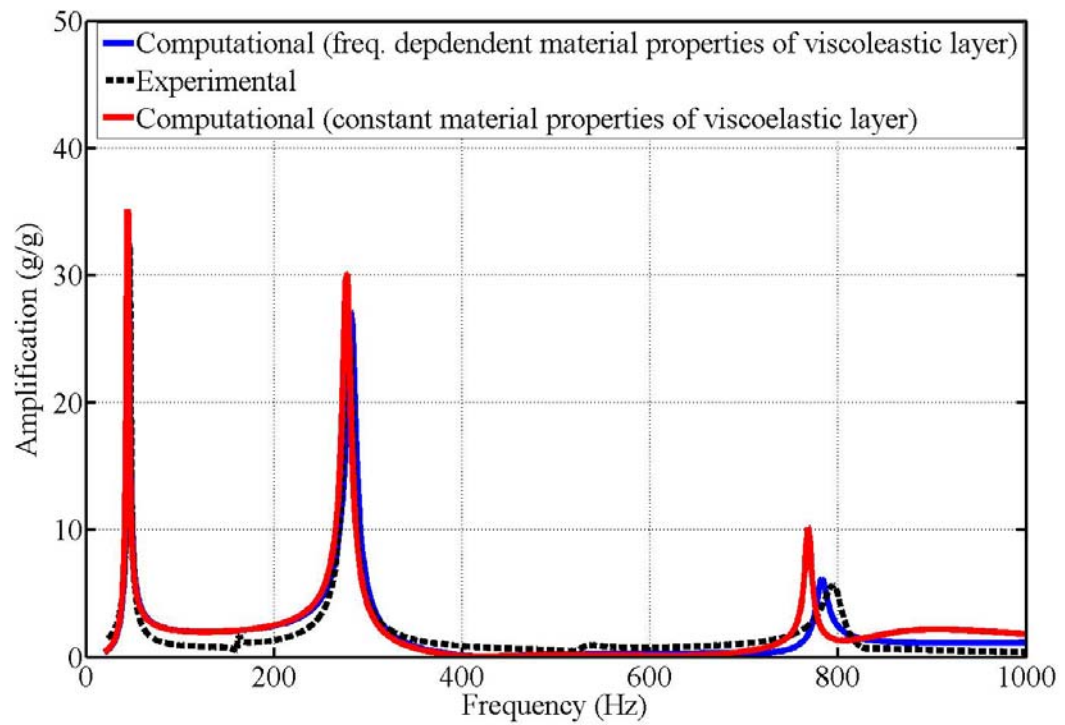 50
Computational (freq. depdendent material properties of viscoleastic layer)
Experimental
Computational (constant material properties of viscoelastic layer)
40
30
20
10
0
Amplification (g/g)
0 200 400 600 800 1000
Frequency (Hz)